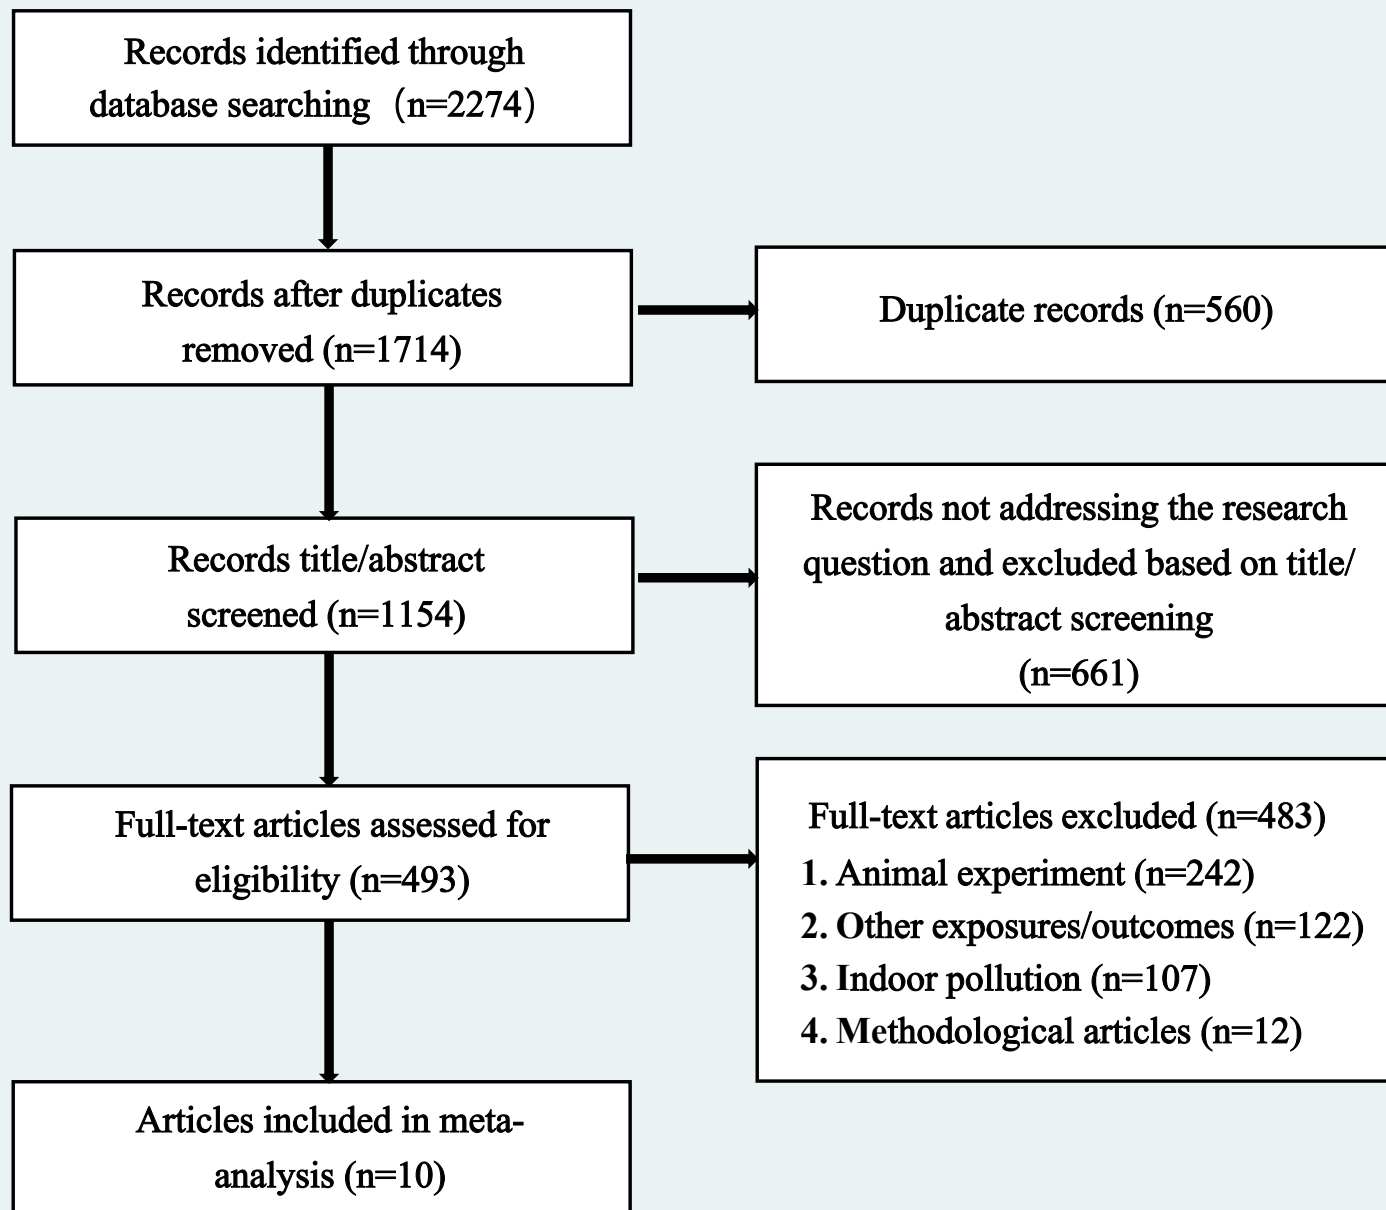 Records identified through
database searching（n=2274）
Records after duplicates
removed (n=1714)
Duplicate records (n=560)
Records title/abstract
screened (n=1154)
Records not addressing the research
question and excluded based on title/
abstract screening
(n=661)
Full-text articles assessed for
eligibility (n=493)
Full-text articles excluded (n=483)
1. Animal experiment (n=242)
2. Other exposures/outcomes (n=122)
3. Indoor pollution (n=107)
4. Methodological articles (n=12)
Articles included in meta-
analysis (n=10)